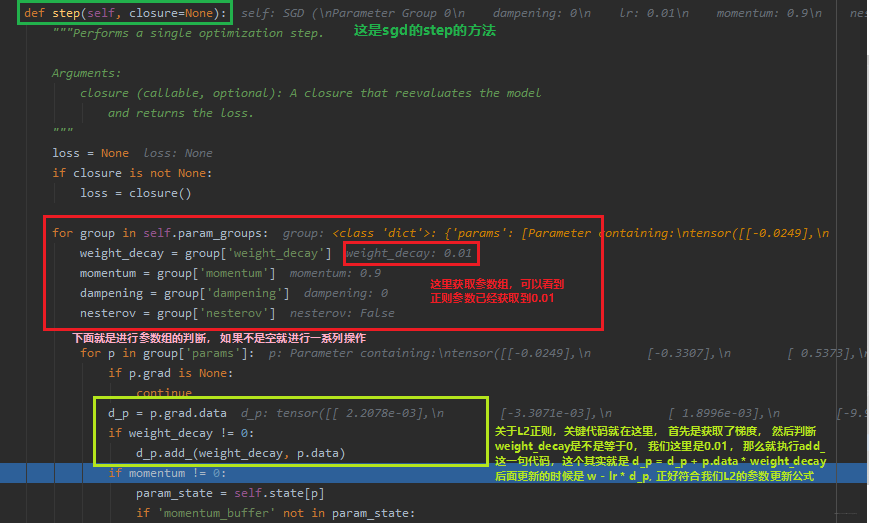 def step(self, closure=None):  self: SGD (\nParameter Group 0\n    dampening: 0\n    lr: 0.01\n    momentum: 0.9\n    nes
"""Performs a single optimization step.
这是sgd的step的方法
Arguments:
closure (callable, optional): A closure that reevaluates the model
and returns the loss.
"""
loss = None  loss: None
if closure is not None:
loss = closure()
for group in self.param_groups:  group: <class 'dict'>: {'params': [Parameter containing:\ntensor([[-0.0249],\n
weight_decay = group['weight_decay']  weight_decay: 0.01
momentum = group['momentum']  momentum: 0.9
dampening = group['dampening']  dampening: 0
nesterov = group['nesterov']  nesterov: False
这里获取参数组，可以看到
正则参数已经获取到0.01
下面就是进行参数组的判断，如果不是空就进行一系列操作
for p in group['params']:  p: Parameter containing:\ntensor([[-0.0249],\n        [-0.3307],\n        [ 0.5373],\n
if p.grad is None:
continue
d_p = p.grad.data  d_p: tensor([[ 2.2078e-03],\n        [-3.3071e-03],\n        [ 1.8996e-03],\n        [-9.9
if weight_decay != 0:
d_p.add_(weight_decay, p.data)
关于L2正则，关键代码就在这里，首先是获取了梯度，然后判断
weight_decay是不是等于0，我们这里是0.01，那么就执行add_
这一句代码，这个其实就是 d_p = d_p + p.data * weight_decay
后面更新的时候是 w - lr * d_p, 正好符合我们L2的参数更新公式
if momentum != 0:
param_state = self.state[p]
if 'momentum_buffer' not in param_state: